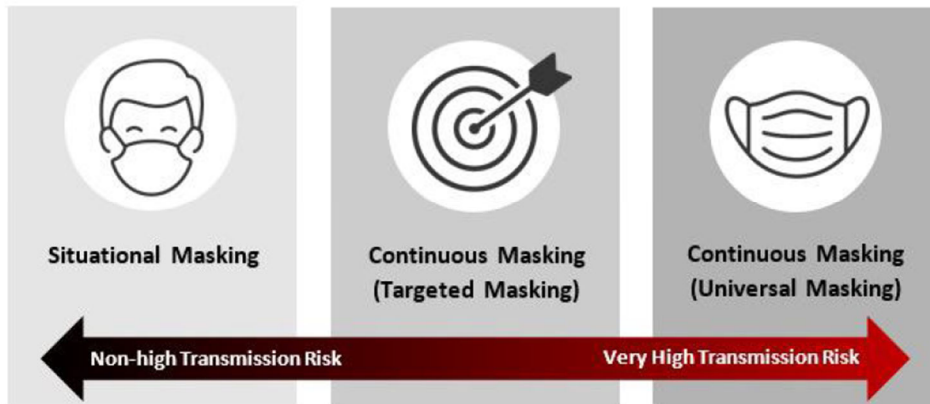 Situational Masking
Continuous Masking
(Targeted Masking)
Continuous Masking
(Universal Masking)
Non-high Transmission Risk
Very High Transmission Risk